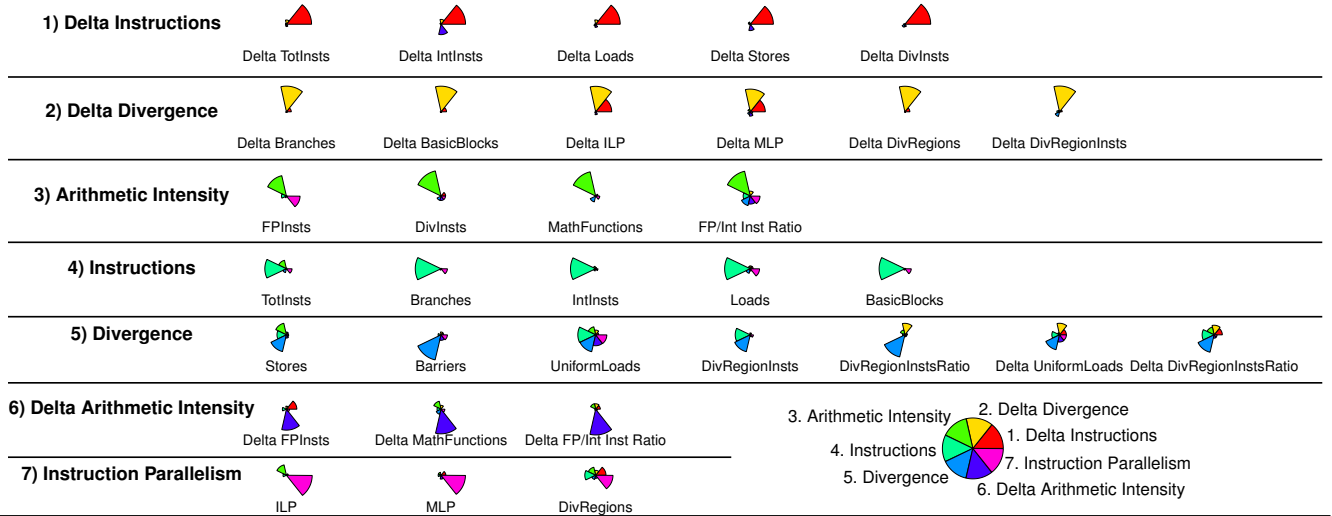 1) Delta Instructions
Delta TotInsts Delta IntInsts Delta Loads Delta Stores Delta DivInsts
2) Delta Divergence
Delta Branches Delta BasicBlocks Delta ILP Delta MLP Delta DivRegions Delta DivRegionInsts
3) Arithmetic Intensity
FPInsts DivInsts MathFunctions FP/Int Inst Ratio
4) Instructions
TotInsts Branches IntInsts Loads BasicBlocks
5) Divergence
Stores Barriers UniformLoads DivRegionInsts DivRegionInstsRatio Delta UniformLoads Delta DivRegionInstsRatio
6) Delta Arithmetic Intensity
Delta FPInsts Delta MathFunctions Delta FP/Int Inst Ratio
7) Instruction Parallelism
ILP MLP DivRegions
3. Arithmetic Intensity
2. Delta Divergence
1. Delta Instructions
4. Instructions
7. Instruction Parallelism
5. Divergence
6. Delta Arithmetic Intensity